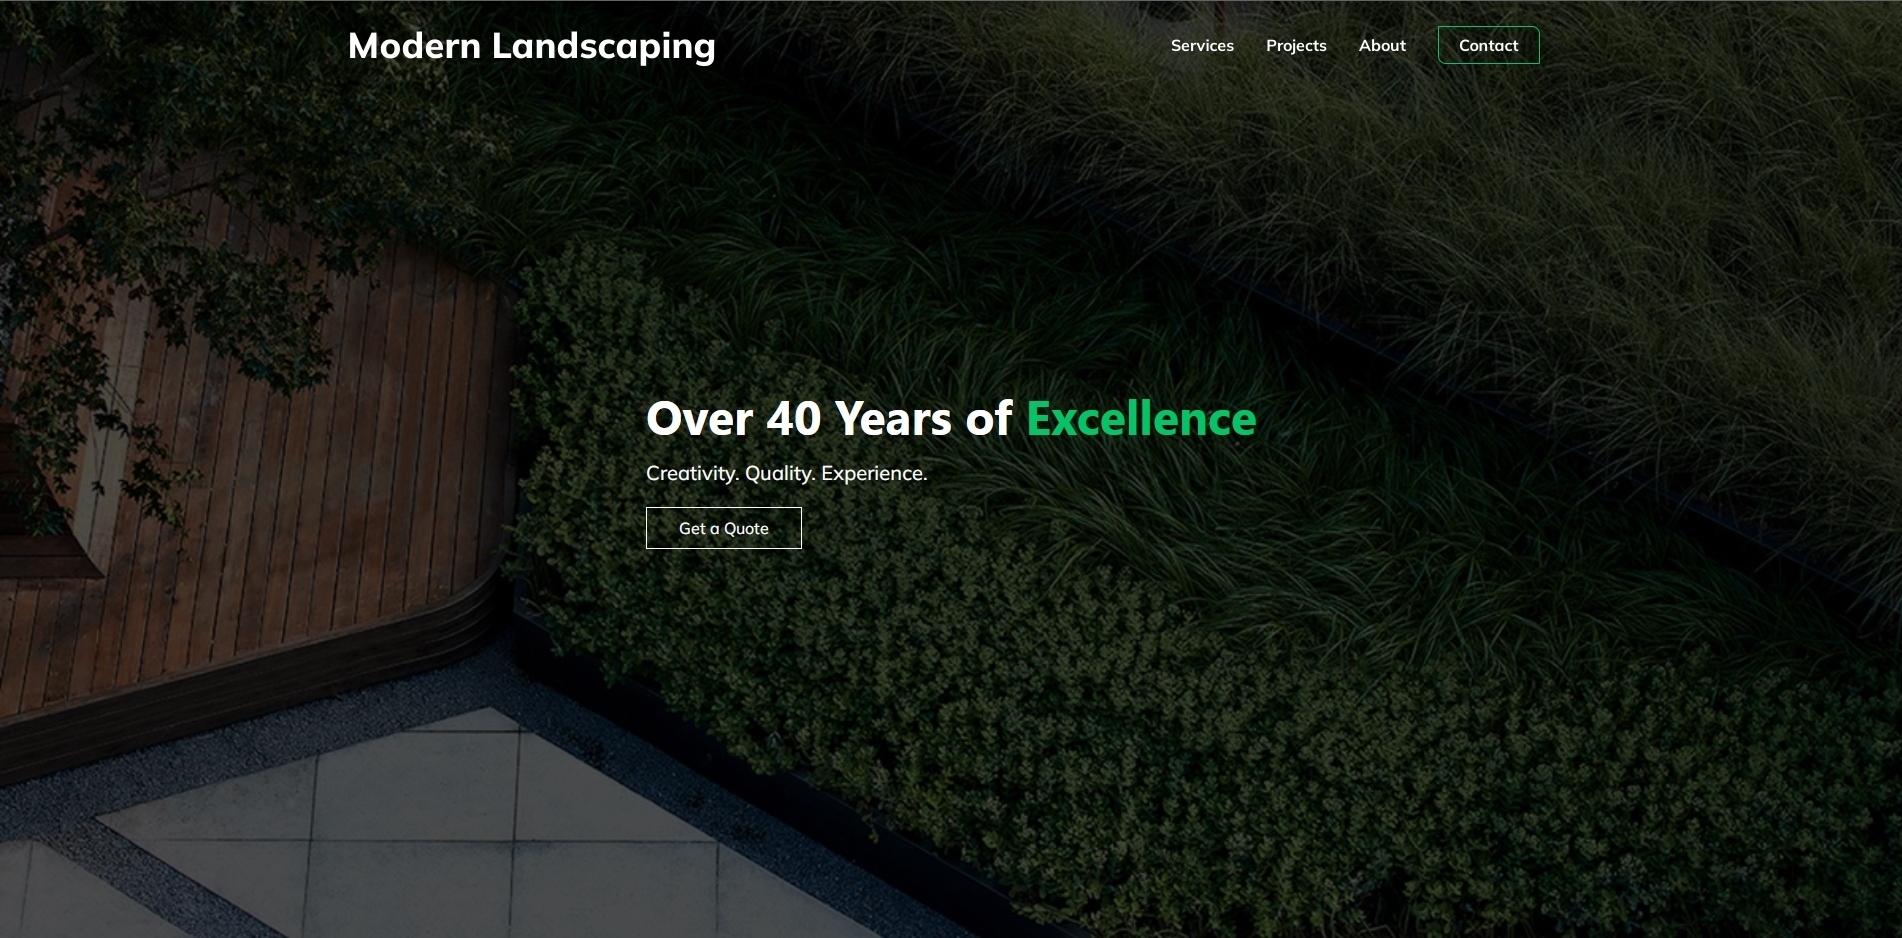 Modern Landscaping
Services Projects About Contact
Over 40 Years of Excellence
Creativity. Quality. Experience.
Get a Quote